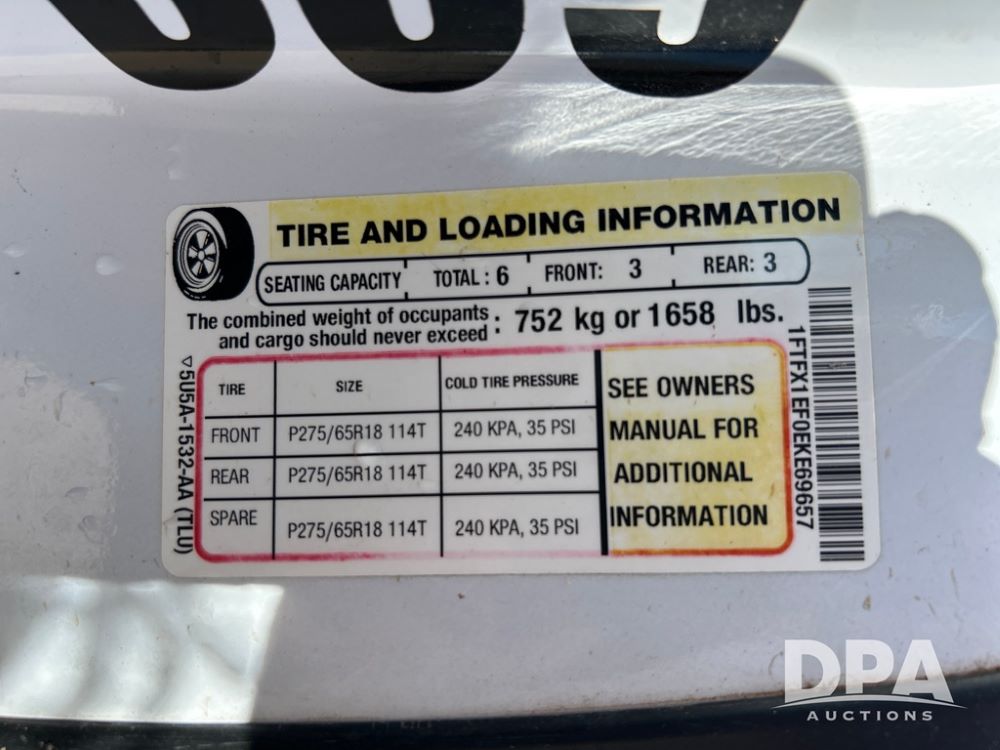 TIRE AND LOADING INFORMATION
SEATING CAPACITY TOTAL : 6 FRONT: 3 REAR: 3
The combined weight of occupants
and cargo should never exceed : 752 kg or 1658 lbs.
TIRE SIZE COLD TIRE PRESSURE
FRONT P275/65R18 114T 240 KPA, 35 PSI
REAR P275/65R18 114T 240 KPA, 35 PSI
SPARE P275/65R18 114T 240 KPA, 35 PSI
SEE OWNERS
MANUAL FOR
ADDITIONAL
INFORMATION
5U5A-1532-AA (TLU)
1FTFX1EF0EKE69657
DPA
AUCTIONS